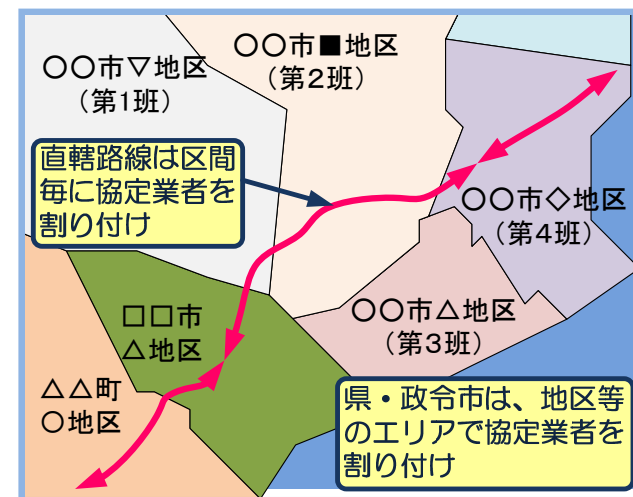 〇〇市▽地区
（第1班）
〇〇市■地区
（第2班）
直轄路線は区間
毎に協定業者を
割り付け
〇〇市◇地区
（第4班）
〇〇市△地区
（第3班）
□□市
△地区
△△町
〇地区
県・政令市は、地区等
のエリアで協定業者を
割り付け